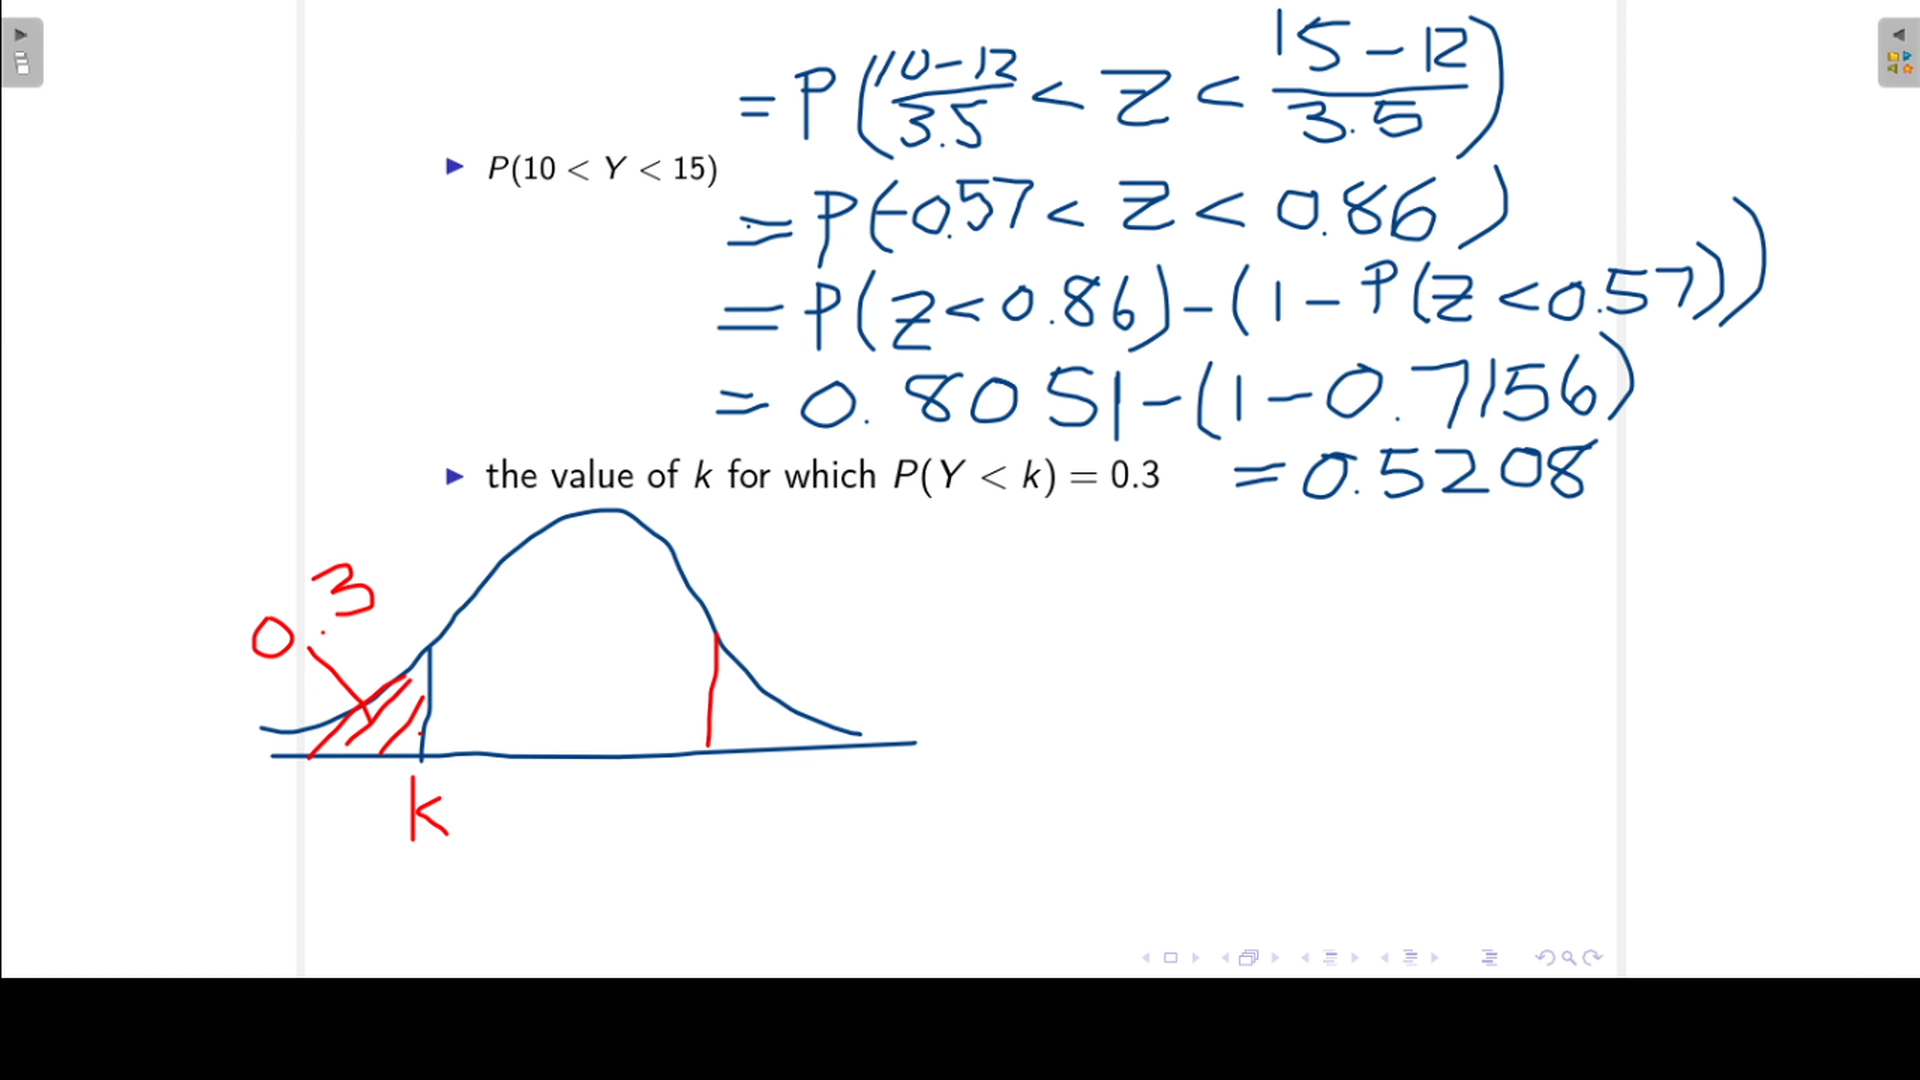 = P(10-12/3.5 < Z < 15-12/3.5)
▶ P(10 < Y < 15)
= P(-0.57 < Z < 0.86)
= P(Z < 0.86) - (1 - P(Z < 0.57))
= 0.8051 - (1 - 0.7156)
▶ the value of k for which P(Y < k) = 0.3
= 0.5208
0.3
k